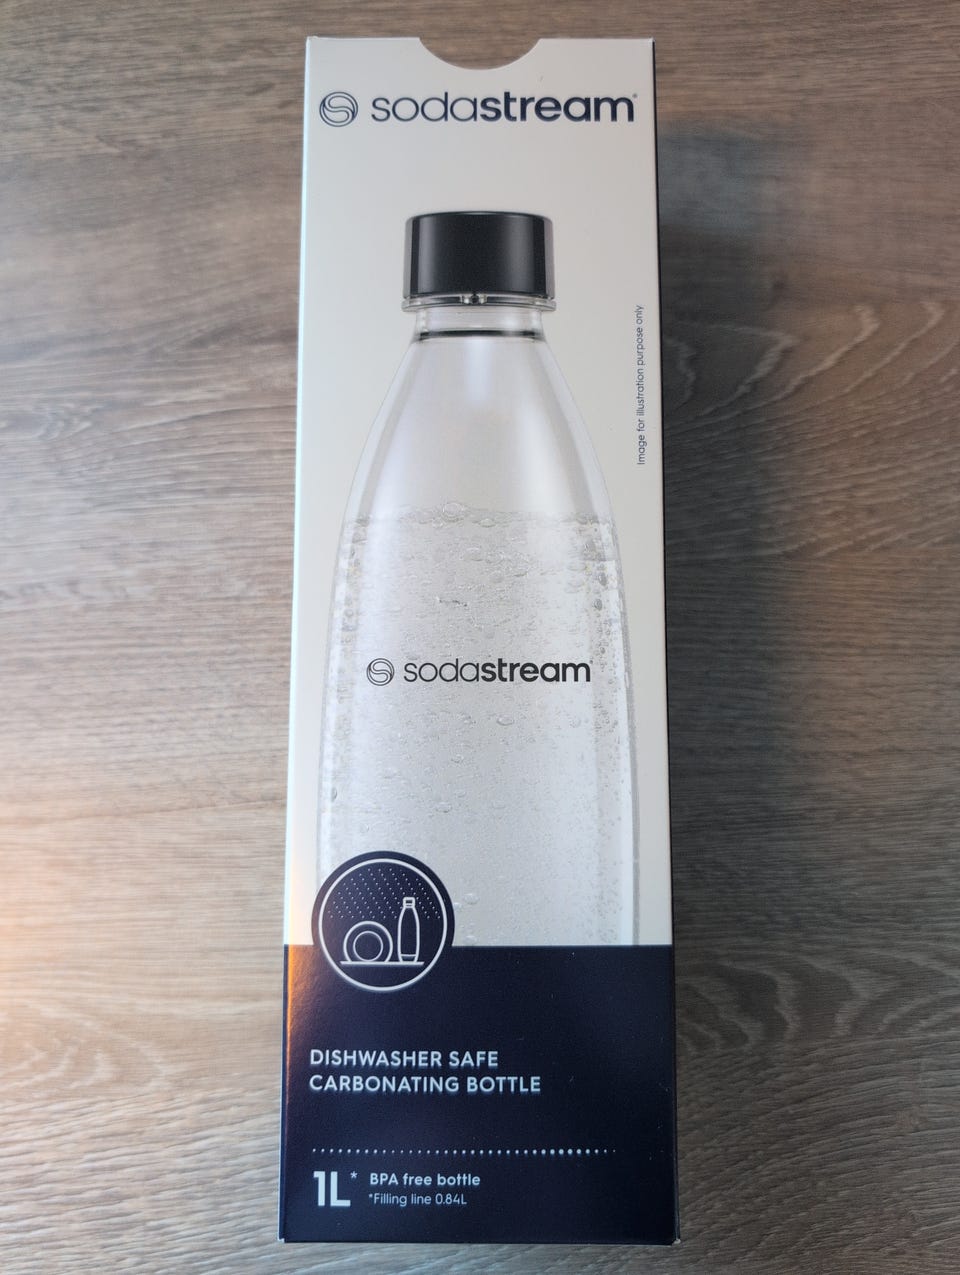 sodastream®
Image for illustration purpose only
sodastream
DISHWASHER SAFE
CARBONATING BOTTLE
1L* BPA free bottle
*Filling line 0.84L